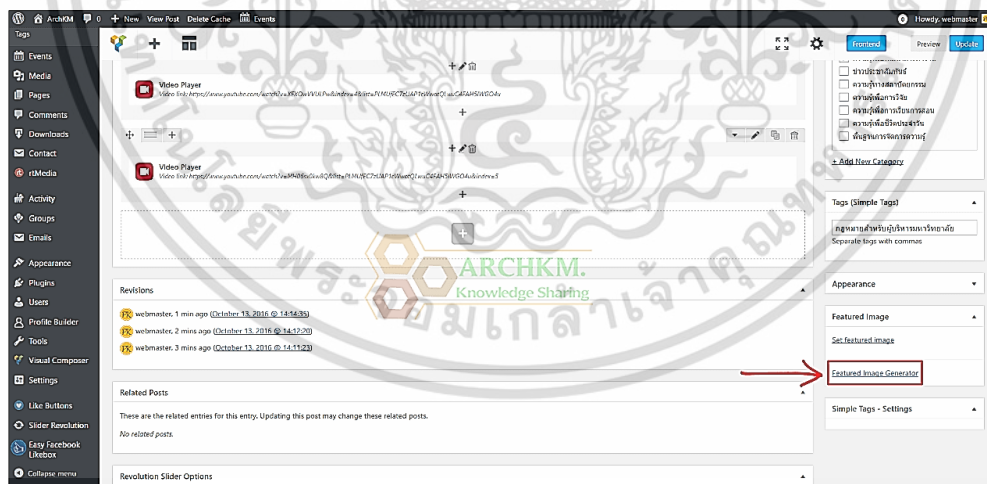 ArchKM 0 + New View Post Delete Cache Events Howdy, webmaster
Tags
Events
Media
Pages
Comments
Downloads
Contact
rtMedia
Activity
Groups
Emails
Appearance
Plugins
Users
Profile Builder
Tools
Visual Composer
Settings
Like Buttons
Slider Revolution
Easy Facebook
Likebox
Collapse menu
Frontend Preview Update
Video Player
Video link:
Video Player
Video link:
ARCHKM.
Knowledge Sharing
Revisions
webmaster, 1 min ago (October 13, 2016 @ 14:14:35)
webmaster, 2 mins ago (October 13, 2016 @ 14:12:20)
webmaster, 3 mins ago (October 13, 2016 @ 14:11:23)
Related Posts
These are the related entries for this entry. Updating this post may change these related posts.
No related posts.
Revolution Slider Options
ข่าวประชาสัมพันธ์
ความรู้ทางสถาปัตยกรรม
ความรู้เพื่อการวิจัย
ความรู้เพื่อการเรียนการสอน
ความรู้เพื่อชีวิตประจำวัน
พื้นฐานการจัดการความรู้
+ Add New Category
Tags (Simple Tags)
กฎหมายสำหรับผู้บริหารมหาวิทยาลัย
Separate tags with commas
Appearance
Featured Image
Set featured image
Featured Image Generator
Simple Tags - Settings